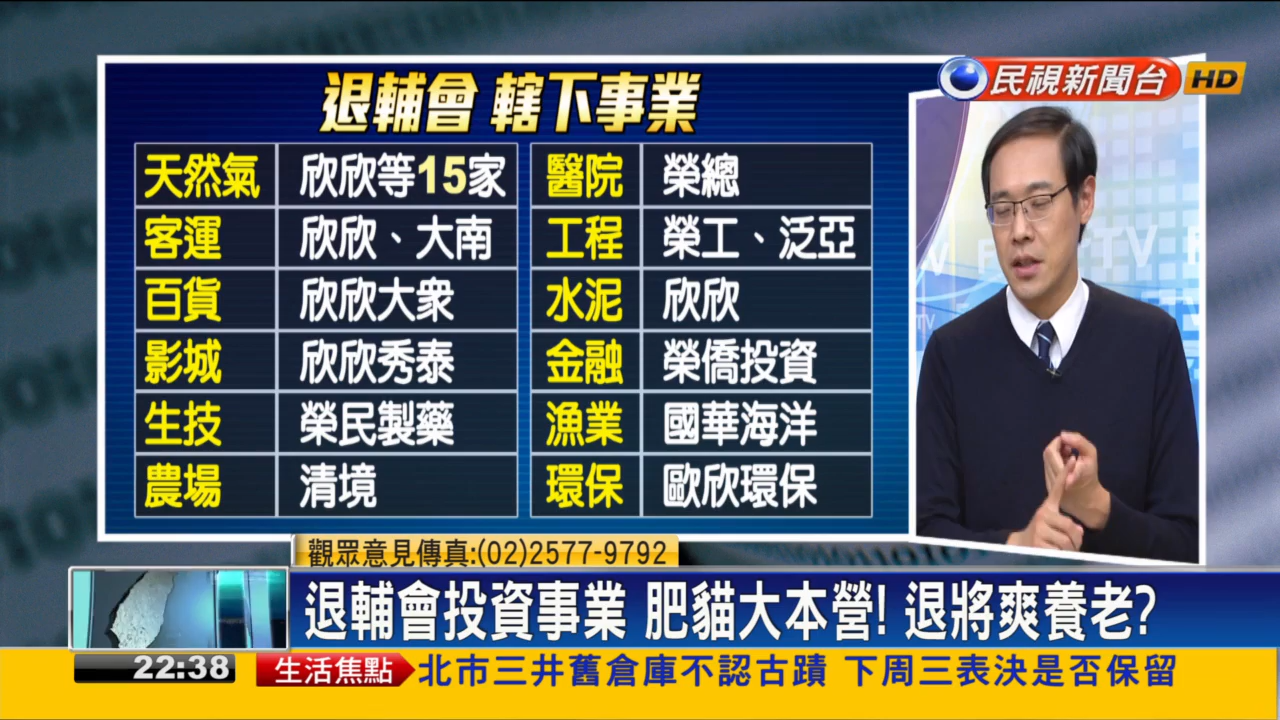 退輔會 轄下事業
民視新聞台 HD
天然氣 欣欣等15家 醫院 榮總
客運 欣欣、大南 工程 榮工、泛亞
百貨 欣欣大眾 水泥 欣欣
影城 欣欣秀泰 金融 榮僑投資
生技 榮民製藥 漁業 國華海洋
農場 清境 環保 歐欣環保
觀眾意見傳真:(02)2577-9792
退輔會投資事業 肥貓大本營! 退將爽養老?
22:38 生活焦點 北市三井舊倉庫不認古蹟 下周三表決是否保留